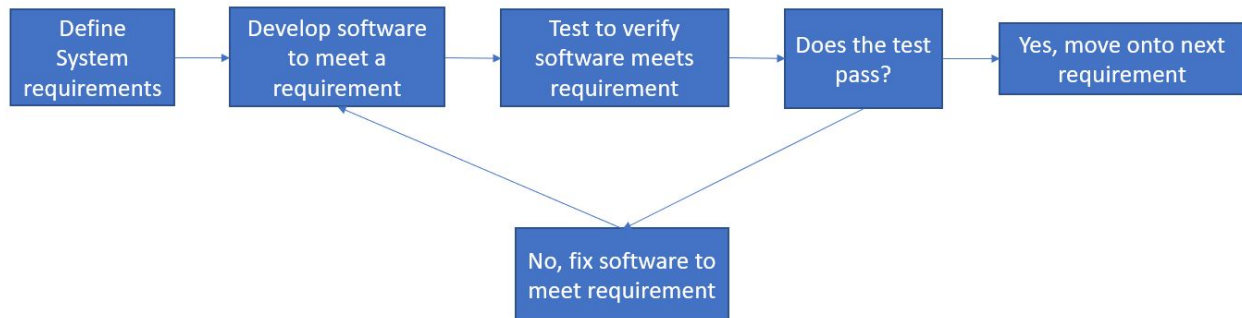 Define
System
requirements
Develop software
to meet a
requirement
Test to verify
software meets
requirement
Does the test
pass?
Yes, move onto next
requirement
No, fix software to
meet requirement